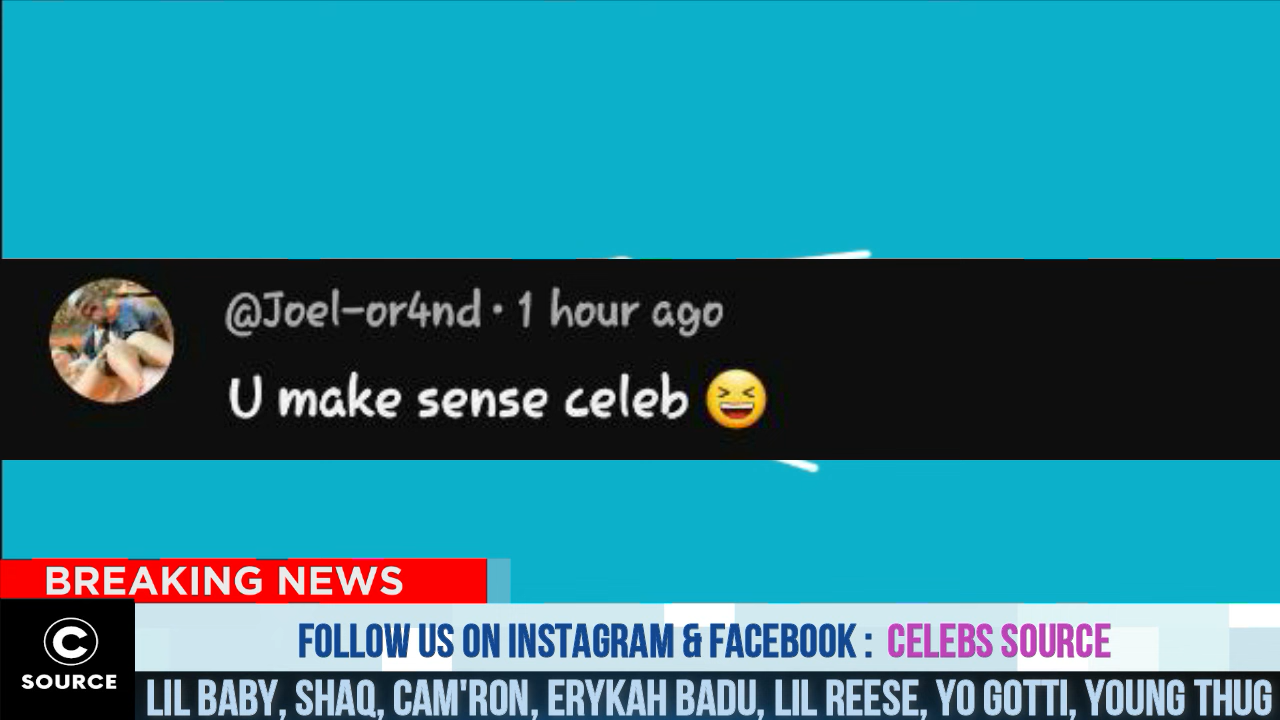 @Joel-or4nd · 1 hour ago
U make sense celeb 😆
BREAKING NEWS
C
SOURCE
FOLLOW US ON INSTAGRAM & FACEBOOK : CELEBS SOURCE
LIL BABY, SHAQ, CAM'RON, ERYKAH BADU, LIL REESE, YO GOTTI, YOUNG THUG